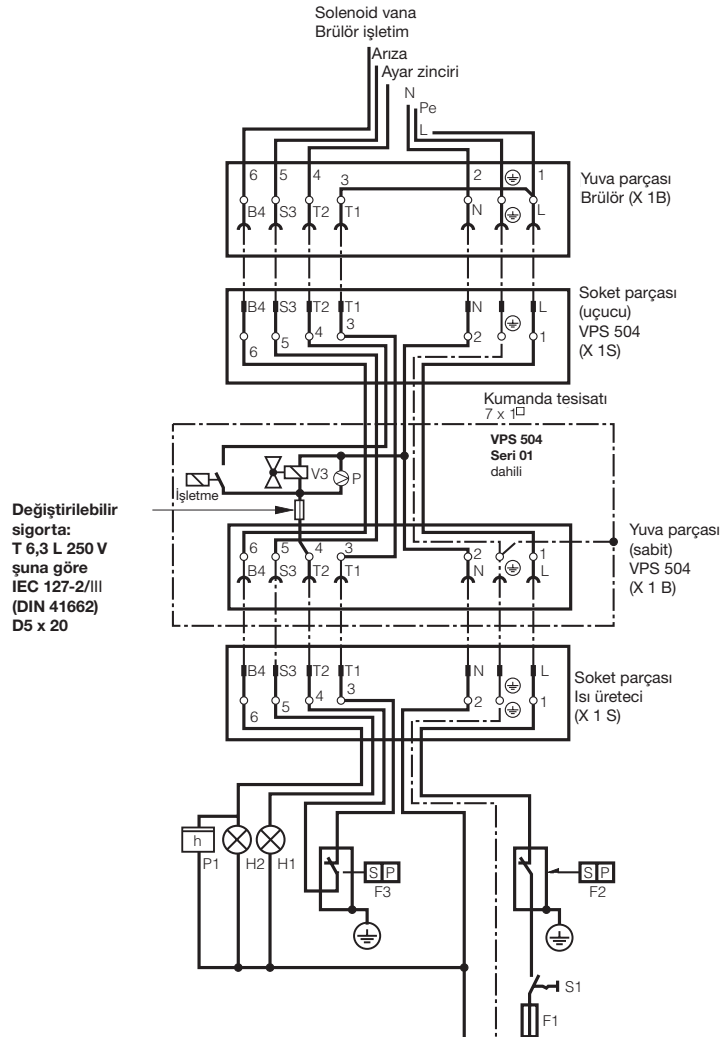 Solenoid vana
Brülör işletim
Arıza
Ayar zinciri
N
Pe
L
6 5 4 3 2 1
B4 S3 T2 T1 N L
Yuva parçası
Brülör (X 1B)
B4 S3 T2 T1 N L
6 5 4 3 2 1
Soket parçası
(uçucu)
VPS 504
(X 1S)
Kumanda tesisatı
7 x 1□
VPS 504
Seri 01
dahili
İşletme
V3
P
Değiştirilebilir
sigorta:
T 6,3 L 250 V
şuna göre
IEC 127-2/III
(DIN 41662)
D5 x 20
6 5 4 3 2 1
B4 S3 T2 T1 N L
Yuva parçası
(sabit)
VPS 504
(X 1 B)
B4 S3 T2 T1 N L
6 5 4 3 2 1
Soket parçası
Isı üreteci
(X 1 S)
h
P1 H2 H1
S P
F3
S P
F2
S1
F1